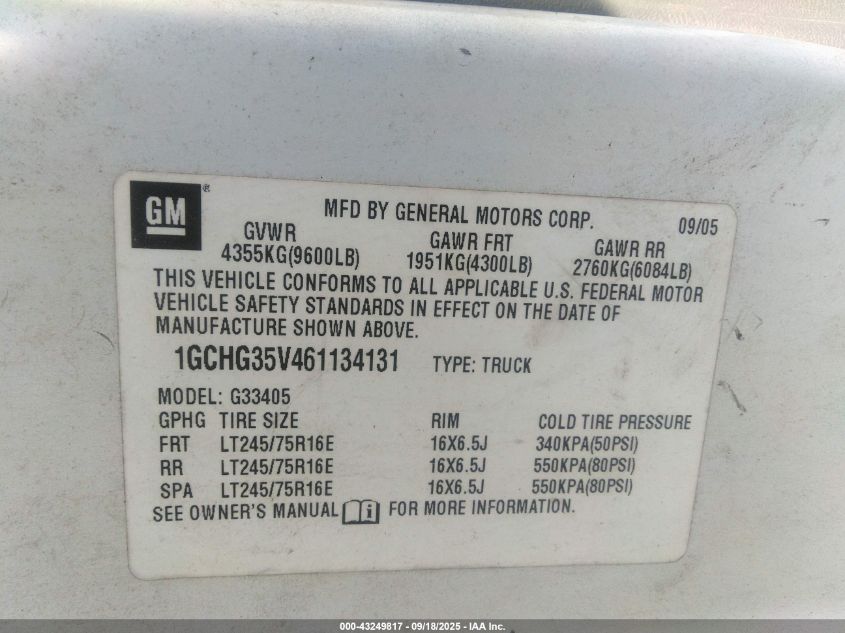 GM ®
MFD BY GENERAL MOTORS CORP. 09/05
GVWR GAWR FRT GAWR RR
4355KG(9600LB) 1951KG(4300LB) 2760KG(6084LB)
THIS VEHICLE CONFORMS TO ALL APPLICABLE U.S. FEDERAL MOTOR
VEHICLE SAFETY STANDARDS IN EFFECT ON THE DATE OF
MANUFACTURE SHOWN ABOVE.
1GCHG35V461134131 TYPE: TRUCK
MODEL: G33405
GPHG TIRE SIZE RIM COLD TIRE PRESSURE
FRT LT245/75R16E 16X6.5J 340KPA(50PSI)
RR LT245/75R16E 16X6.5J 550KPA(80PSI)
SPA LT245/75R16E 16X6.5J 550KPA(80PSI)
SEE OWNER'S MANUAL i FOR MORE INFORMATION.
000-43249817 - 09/18/2025 - IAA Inc.